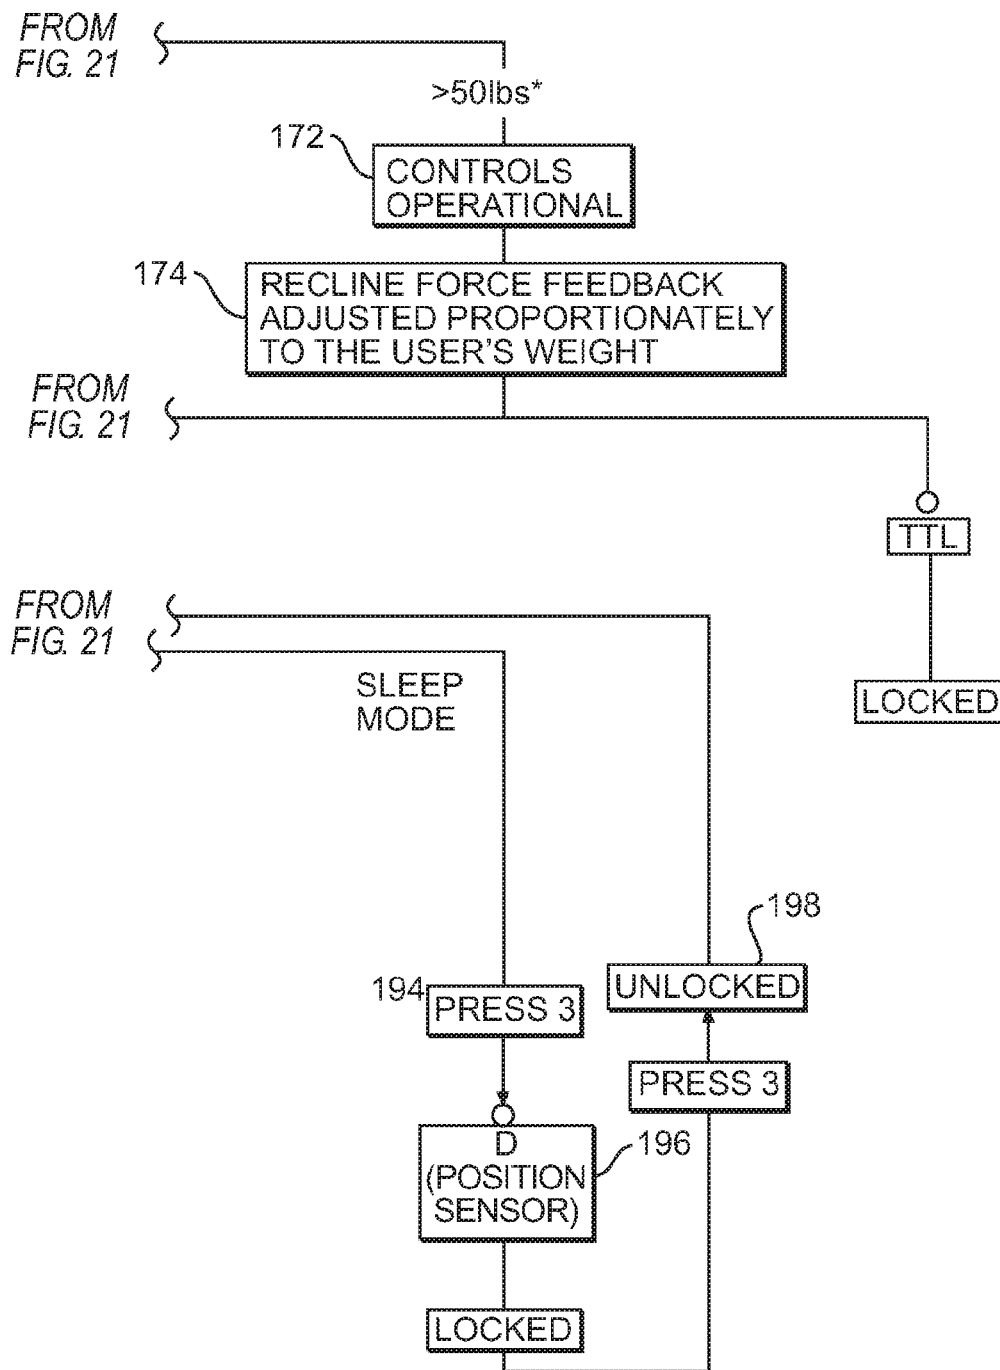 FROM
FIG. 21
>50lbs*
172
CONTROLS
OPERATIONAL
174
RECLINE FORCE FEEDBACK
ADJUSTED PROPORTIONATELY
TO THE USER'S WEIGHT
FROM
FIG. 21
TTL
FROM
FIG. 21
SLEEP
MODE
LOCKED
198
UNLOCKED
194
PRESS 3
PRESS 3
D
(POSITION
SENSOR)
196
LOCKED